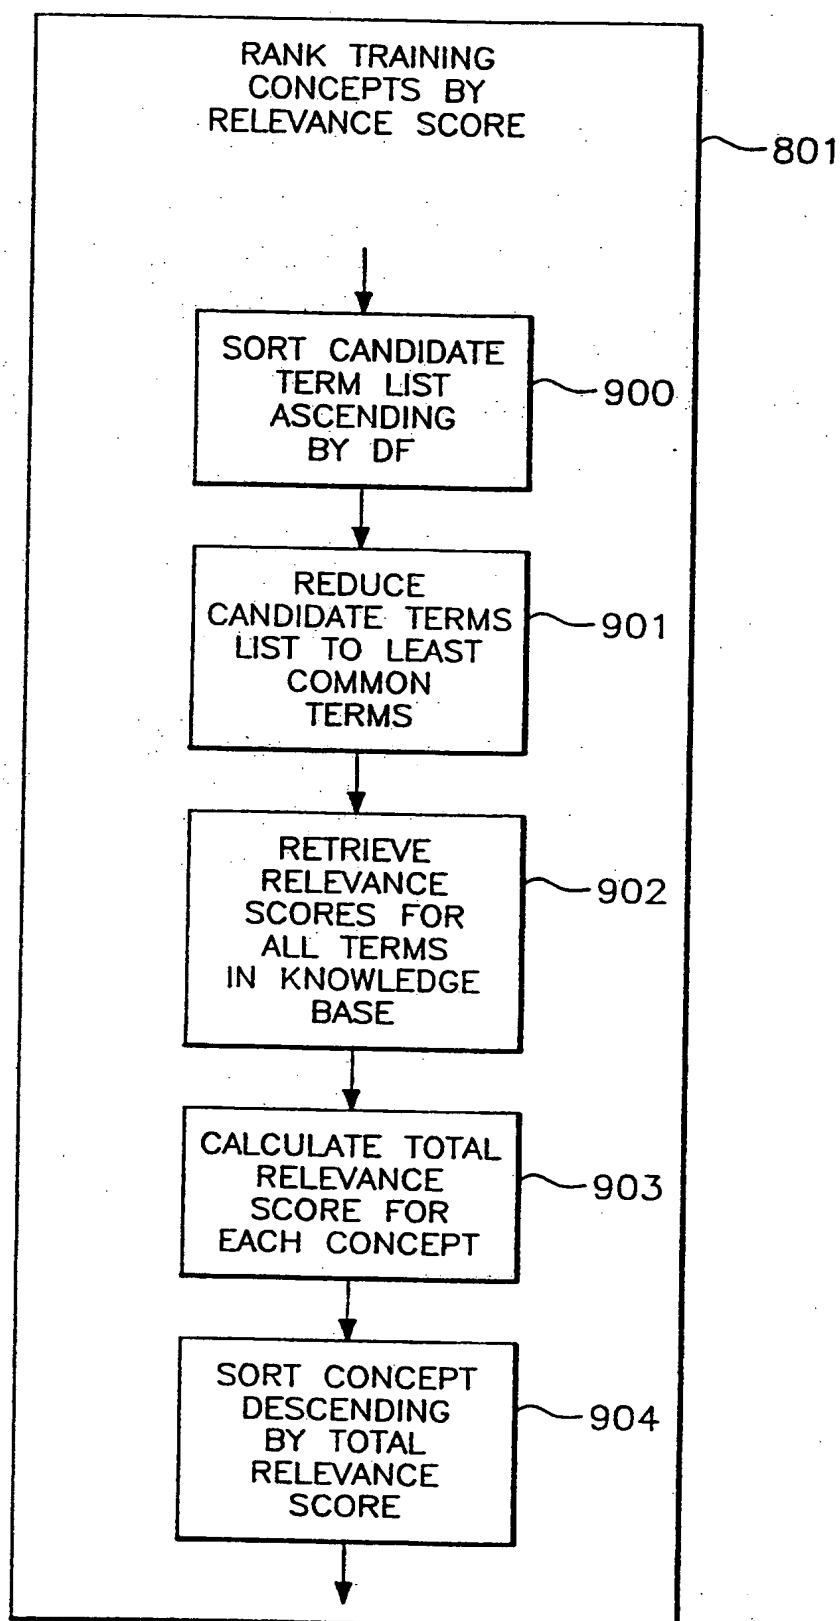 RANK TRAINING
CONCEPTS BY
RELEVANCE SCORE
801
SORT CANDIDATE
TERM LIST
ASCENDING
BY DF
900
REDUCE
CANDIDATE TERMS
LIST TO LEAST
COMMON
TERMS
901
RETRIEVE
RELEVANCE
SCORES FOR
ALL TERMS
IN KNOWLEDGE
BASE
902
CALCULATE TOTAL
RELEVANCE
SCORE FOR
EACH CONCEPT
903
SORT CONCEPT
DESCENDING
BY TOTAL
RELEVANCE
SCORE
904